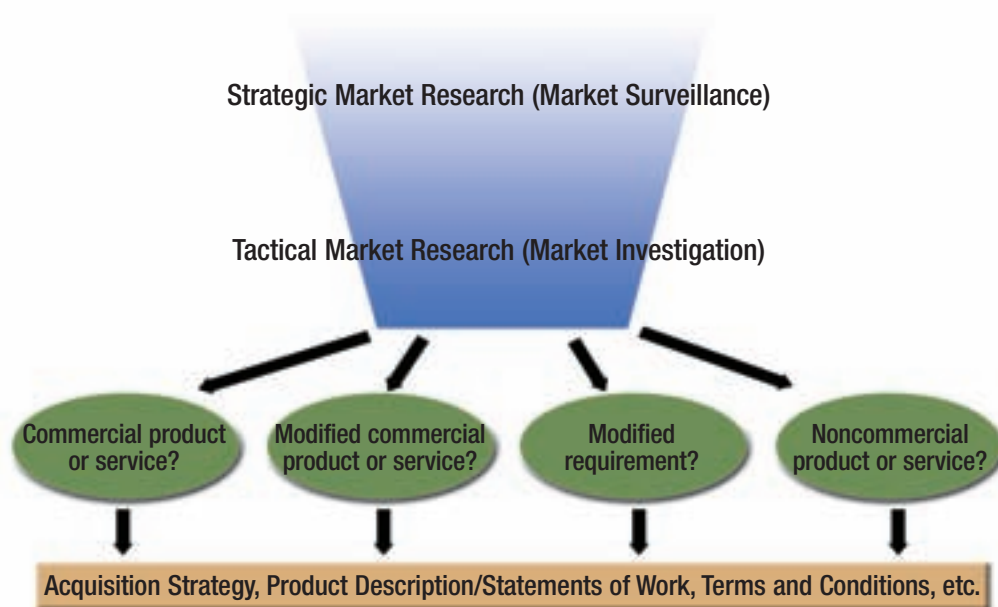 Strategic Market Research (Market Surveillance)
Tactical Market Research (Market Investigation)
Commercial product
or service?
Modified commercial
product or service?
Modified
requirement?
Noncommercial
product or service?
Acquisition Strategy, Product Description/Statements of Work, Terms and Conditions, etc.